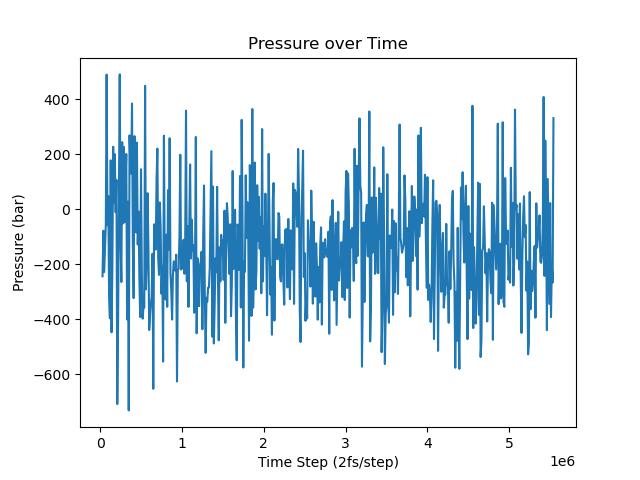 Pressure over Time
Pressure (bar)
400
200
0
−200
−400
−600
0 1 2 3 4 5
1e6
Time Step (2fs/step)